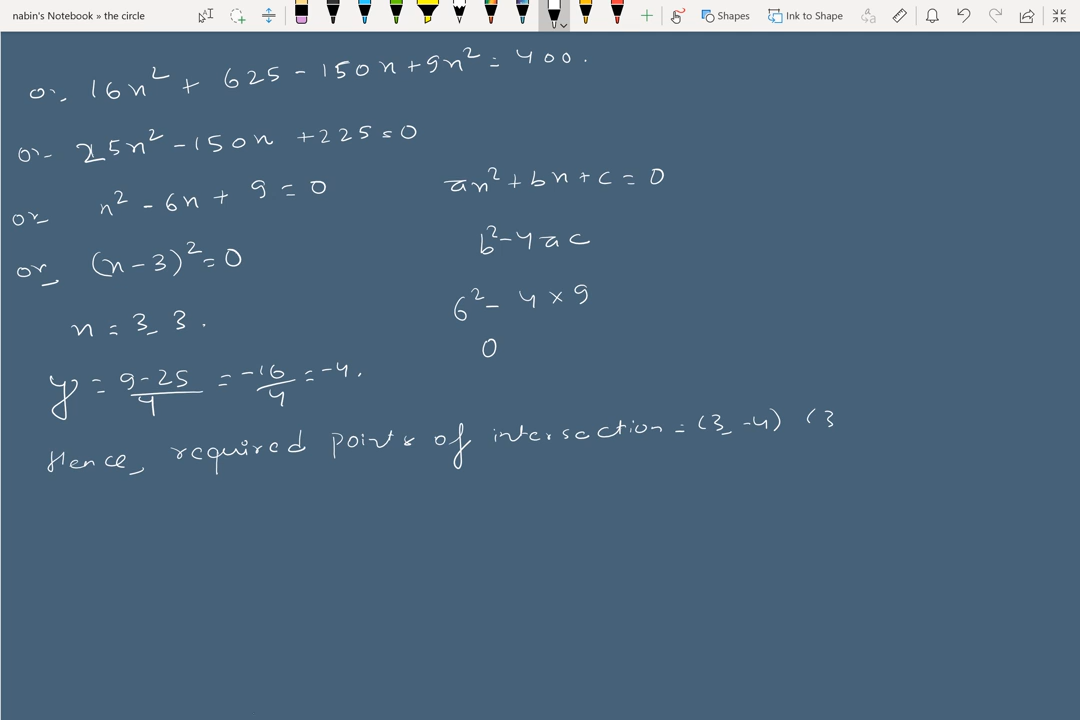 nabin's Notebook » the circle
Shapes
Ink to Shape
or, 16x² + 625 - 150x + 9x² = 400.
or 25x² - 150x + 225 = 0
or x² - 6x + 9 = 0
or, (x - 3)² = 0
x = 3, 3.
y = (9-25)/4 = -16/4 = -4.
ax² + bx + c = 0
b² - 4ac
6² - 4 × 9
0
Hence, required points of intersection = (3, -4) (3